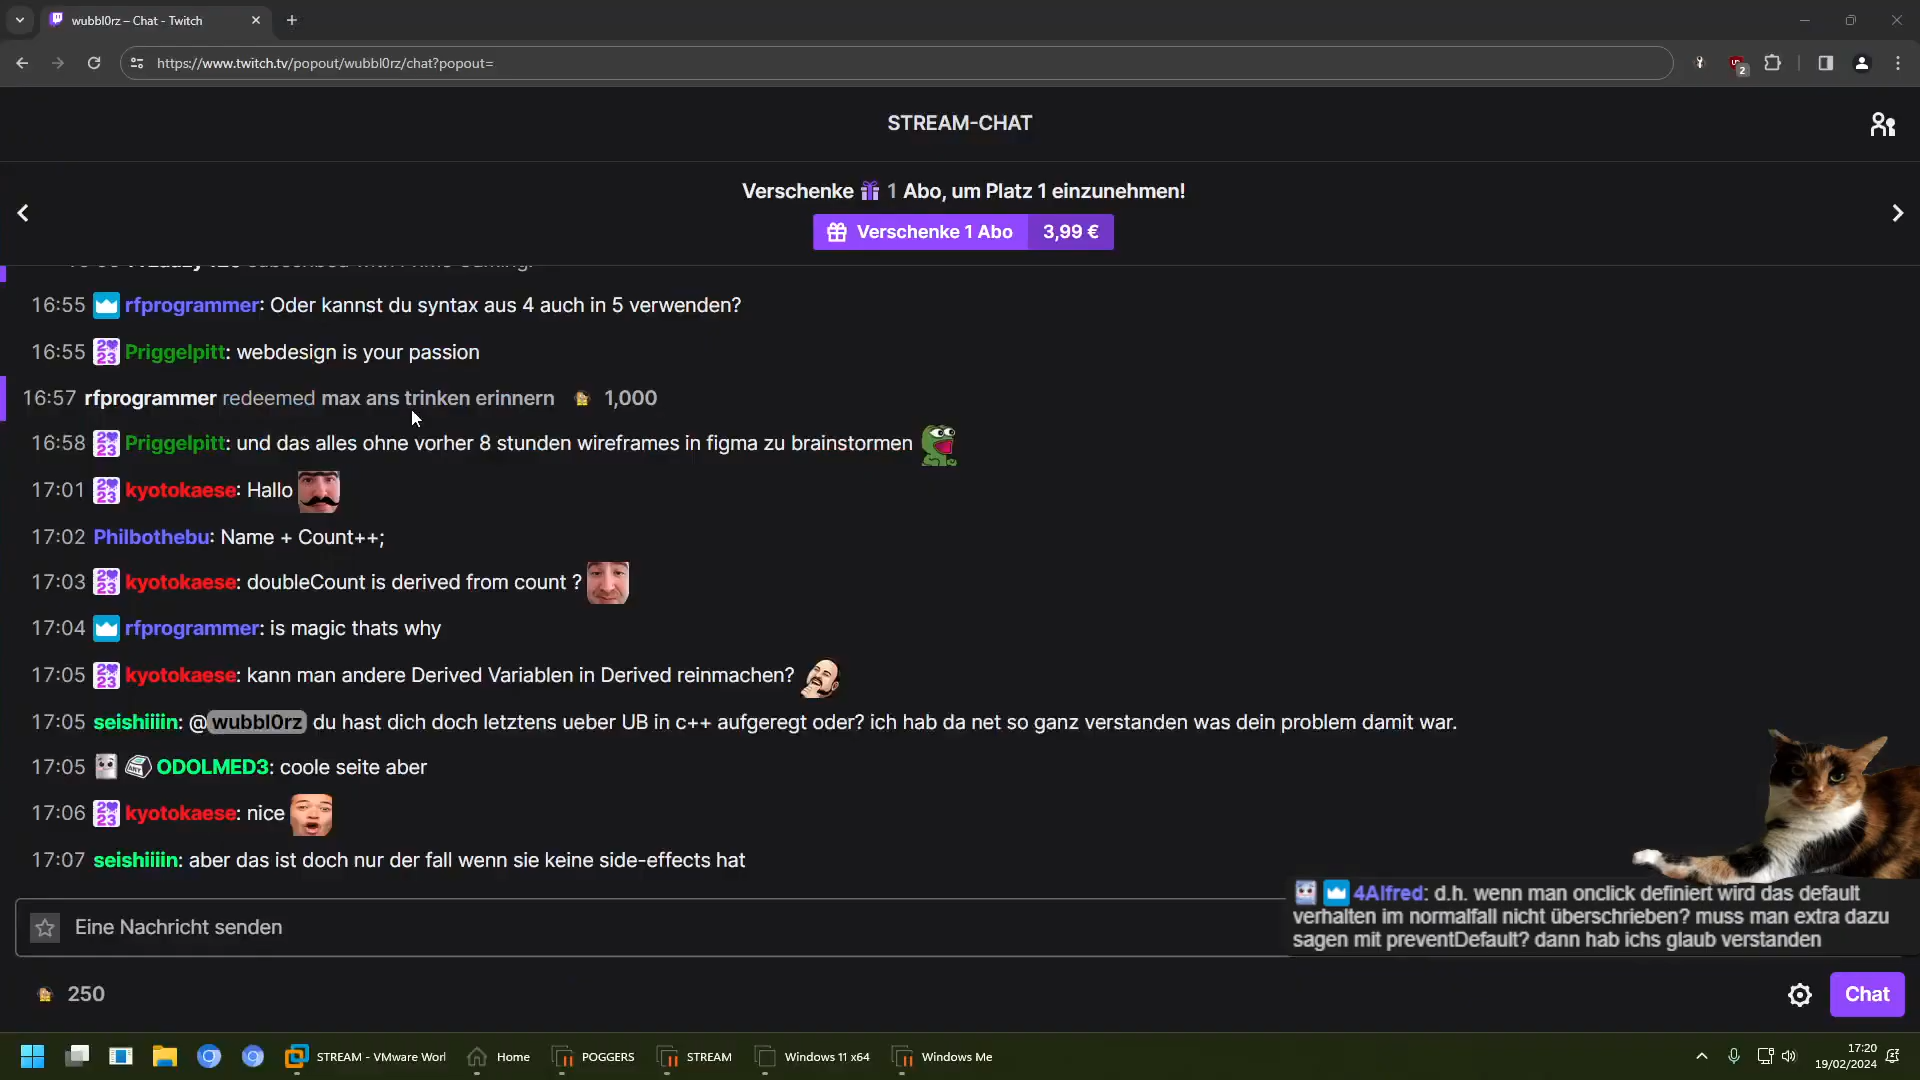 wubbl0rz – Chat - Twitch
https://www.twitch.tv/popout/wubbl0rz/chat?popout=
2
STREAM-CHAT
Verschenke 1 Abo, um Platz 1 einzunehmen!
Verschenke 1 Abo 3,99 €
16:55 rfprogrammer: Oder kannst du syntax aus 4 auch in 5 verwenden?
16:55 Priggelpitt: webdesign is your passion
16:57 rfprogrammer redeemed max ans trinken erinnern 1,000
16:58 Priggelpitt: und das alles ohne vorher 8 stunden wireframes in figma zu brainstormen
17:01 kyotokaese: Hallo
17:02 Philbothebu: Name + Count++;
17:03 kyotokaese: doubleCount is derived from count ?
17:04 rfprogrammer: is magic thats why
17:05 kyotokaese: kann man andere Derived Variablen in Derived reinmachen?
17:05 seishiiiin: @wubbl0rz du hast dich doch letztens ueber UB in c++ aufgeregt oder? ich hab da net so ganz verstanden was dein problem damit war.
17:05 ODOLMED3: coole seite aber
17:06 kyotokaese: nice
17:07 seishiiiin: aber das ist doch nur der fall wenn sie keine side-effects hat
4Alfred: d.h. wenn man onclick definiert wird das default
verhalten im normalfall nicht überschrieben? muss man extra dazu
sagen mit preventDefault? dann hab ichs glaub verstanden
Eine Nachricht senden
250
Chat
STREAM - VMware Worl
Home
POGGERS
STREAM
Windows 11 x64
Windows Me
17:20
19/02/2024